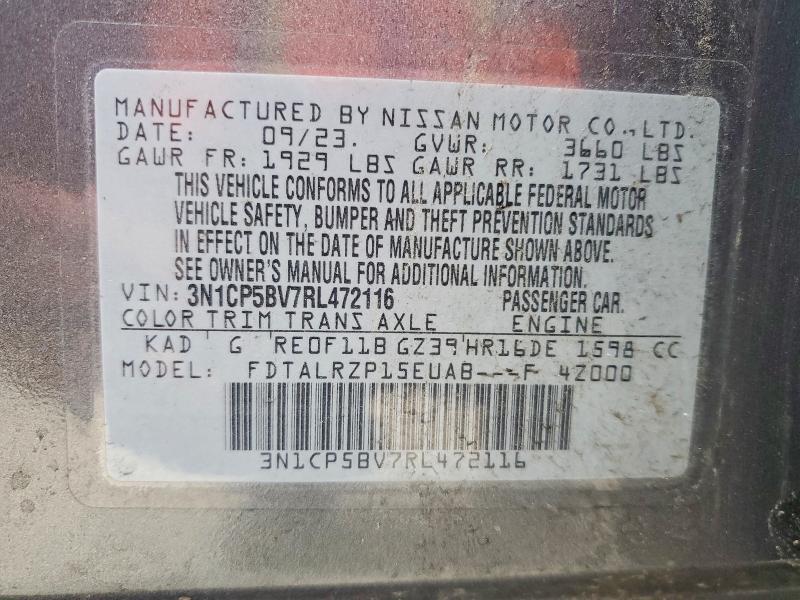 MANUFACTURED BY NISSAN MOTOR CO., LTD.
DATE: 09/23. GVWR: 3660 LBS
GAWR FR: 1929 LBS GAWR RR: 1731 LBS
THIS VEHICLE CONFORMS TO ALL APPLICABLE FEDERAL MOTOR
VEHICLE SAFETY, BUMPER AND THEFT PREVENTION STANDARDS
IN EFFECT ON THE DATE OF MANUFACTURE SHOWN ABOVE.
SEE OWNER'S MANUAL FOR ADDITIONAL INFORMATION.
VIN: 3N1CP5BV7RL472116 PASSENGER CAR.
COLOR TRIM TRANS AXLE ENGINE
KAD G RE0F11B GZ39 HR16DE 1598 CC
MODEL: FDTALRZP15EUAB---F 4Z000
3N1CP5BV7RL472116